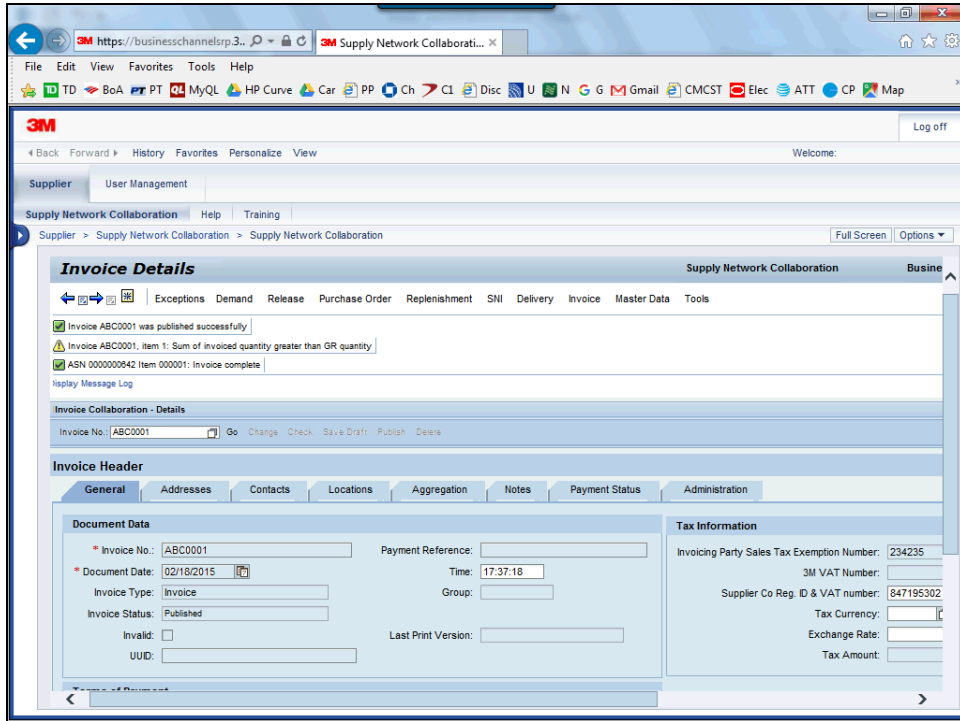 3M https://businesschannelsrp.3.. 3M Supply Network Collaborati... ×
File Edit View Favorites Tools Help
TD TD BoA PT PT QL MyQL HP Curve Car PP Ch C1 Disc U N G G Gmail CMCST Elec ATT CP Map
3M Log off
Back Forward History Favorites Personalize View Welcome:
Supplier User Management
Supply Network Collaboration Help Training
Supplier > Supply Network Collaboration > Supply Network Collaboration Full Screen Options
Invoice Details Supply Network Collaboration Busine
Exceptions Demand Release Purchase Order Replenishment SNI Delivery Invoice Master Data Tools
Invoice ABC0001 was published successfully
Invoice ABC0001, item 1: Sum of invoiced quantity greater than GR quantity
ASN 0000000642 Item 000001: Invoice complete
isplay Message Log
Invoice Collaboration - Details
Invoice No.: ABC0001 Go Change Check Save Draft Publish Delete
Invoice Header
General Addresses Contacts Locations Aggregation Notes Payment Status Administration
Document Data Tax Information
* Invoice No.: ABC0001 Payment Reference: Invoicing Party Sales Tax Exemption Number: 234235
* Document Date: 02/18/2015 Time: 17:37:18 3M VAT Number:
Invoice Type: Invoice Group: Supplier Co Reg. ID & VAT number: 847195302
Invoice Status: Published Tax Currency:
Invalid: Last Print Version: Exchange Rate:
UUID: Tax Amount:
Terms of Payment